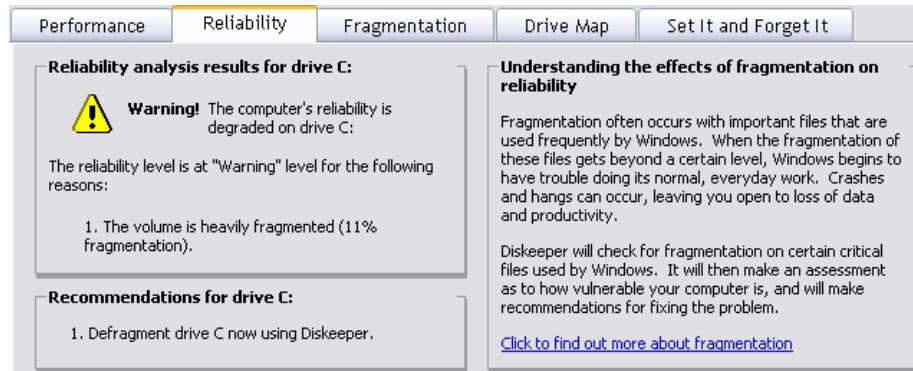 Performance
Reliability
Fragmentation
Drive Map
Set It and Forget It
Reliability analysis results for drive C:
Warning! The computer's reliability is
degraded on drive C:
The reliability level is at "Warning" level for the following
reasons:
1. The volume is heavily fragmented (11%
fragmentation).
Recommendations for drive C:
1. Defragment drive C now using Diskeeper.
Understanding the effects of fragmentation on
reliability
Fragmentation often occurs with important files that are
used frequently by Windows. When the fragmentation of
these files gets beyond a certain level, Windows begins to
have trouble doing its normal, everyday work. Crashes
and hangs can occur, leaving you open to loss of data
and productivity.
Diskeeper will check for fragmentation on certain critical
files used by Windows. It will then make an assessment
as to how vulnerable your computer is, and will make
recommendations for fixing the problem.
Click to find out more about fragmentation